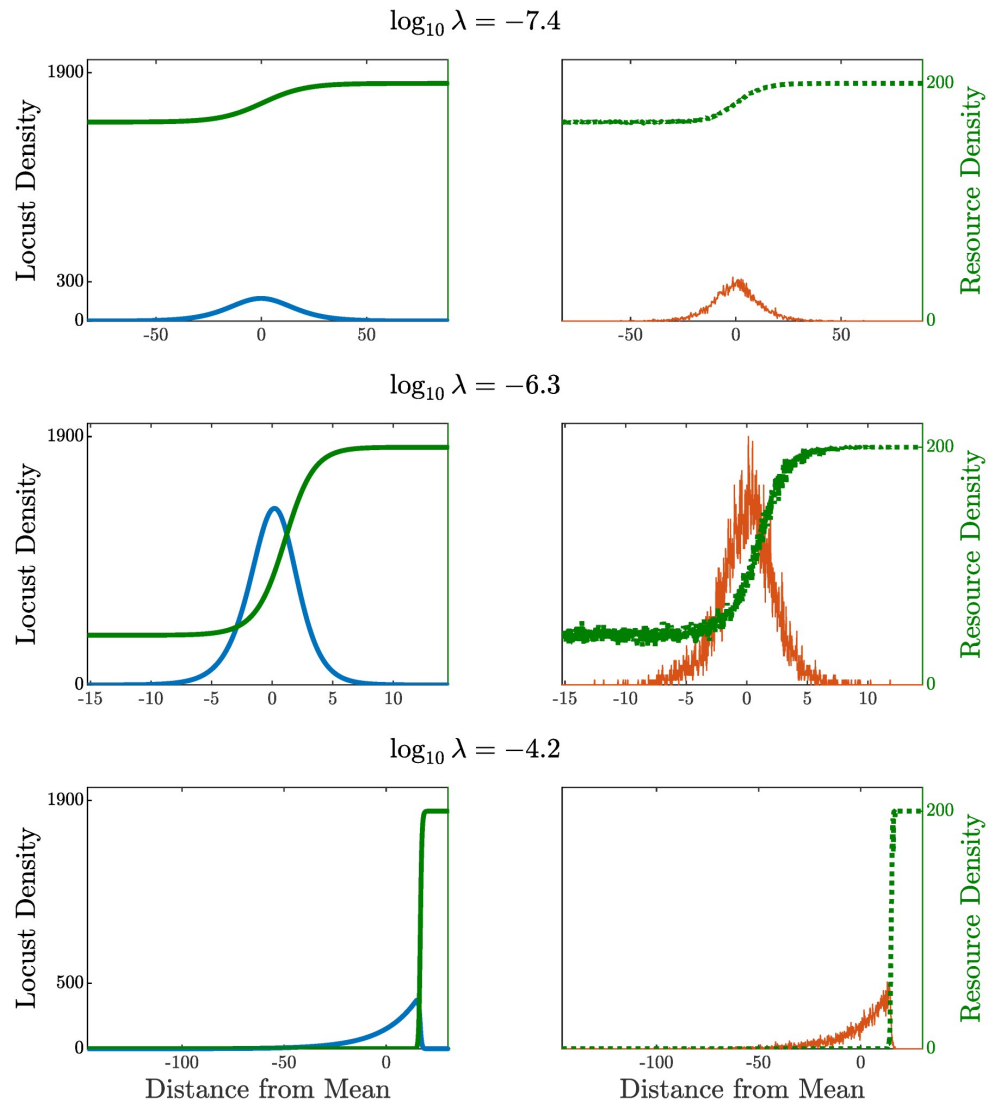 log₁₀ λ = −7.4
1900
300
0
Locust Density
-50 0 50
-50 0 50
200
0
Resource Density
log₁₀ λ = −6.3
1900
0
Locust Density
-15 -10 -5 0 5 10
-15 -10 -5 0 5 10
200
0
Resource Density
log₁₀ λ = −4.2
1900
500
0
Locust Density
-100 -50 0
-100 -50 0
200
0
Resource Density
Distance from Mean
Distance from Mean